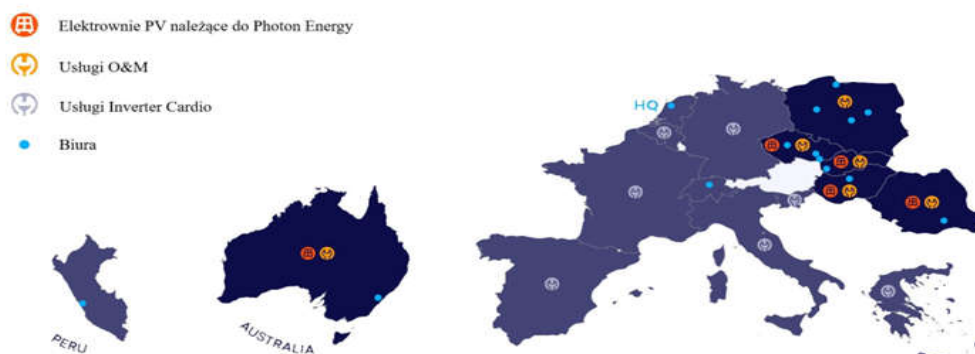 Elektrownie PV należące do Photon Energy
Usługi O&M
Usługi Inverter Cardio
Biura
HQ
PERU
AUSTRALIA